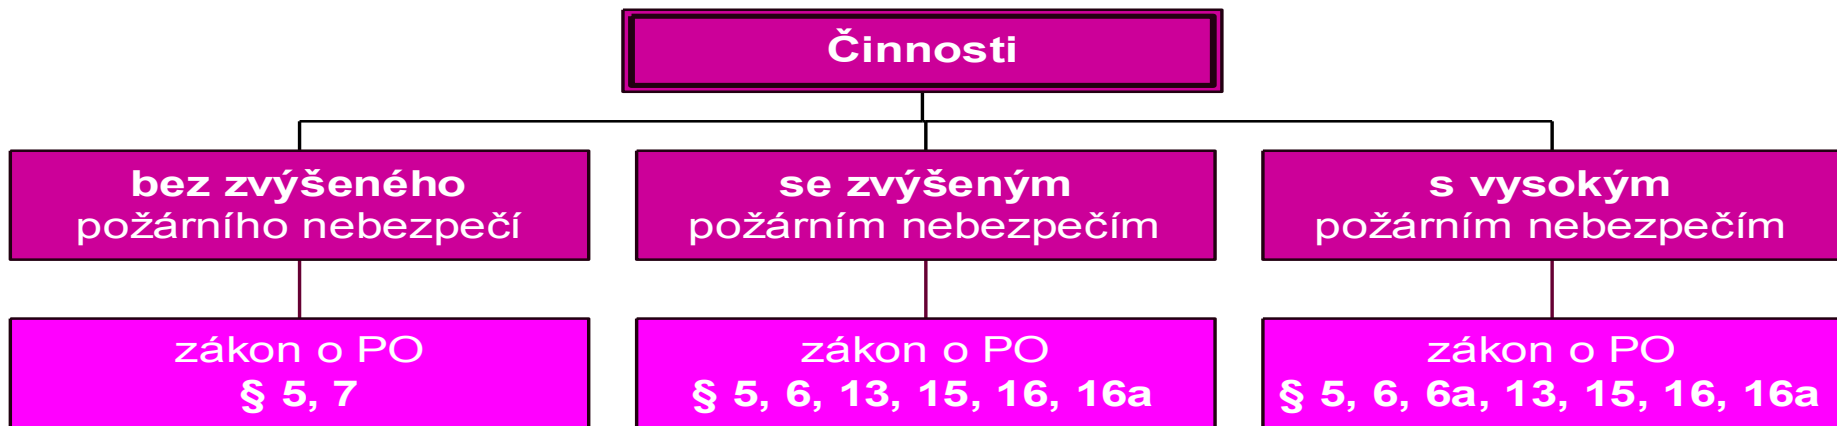 Činnosti
bez zvýšeného
požárního nebezpečí
se zvýšeným
požárním nebezpečím
s vysokým
požárním nebezpečím
zákon o PO
§ 5, 7
zákon o PO
§ 5, 6, 13, 15, 16, 16a
zákon o PO
§ 5, 6, 6a, 13, 15, 16, 16a